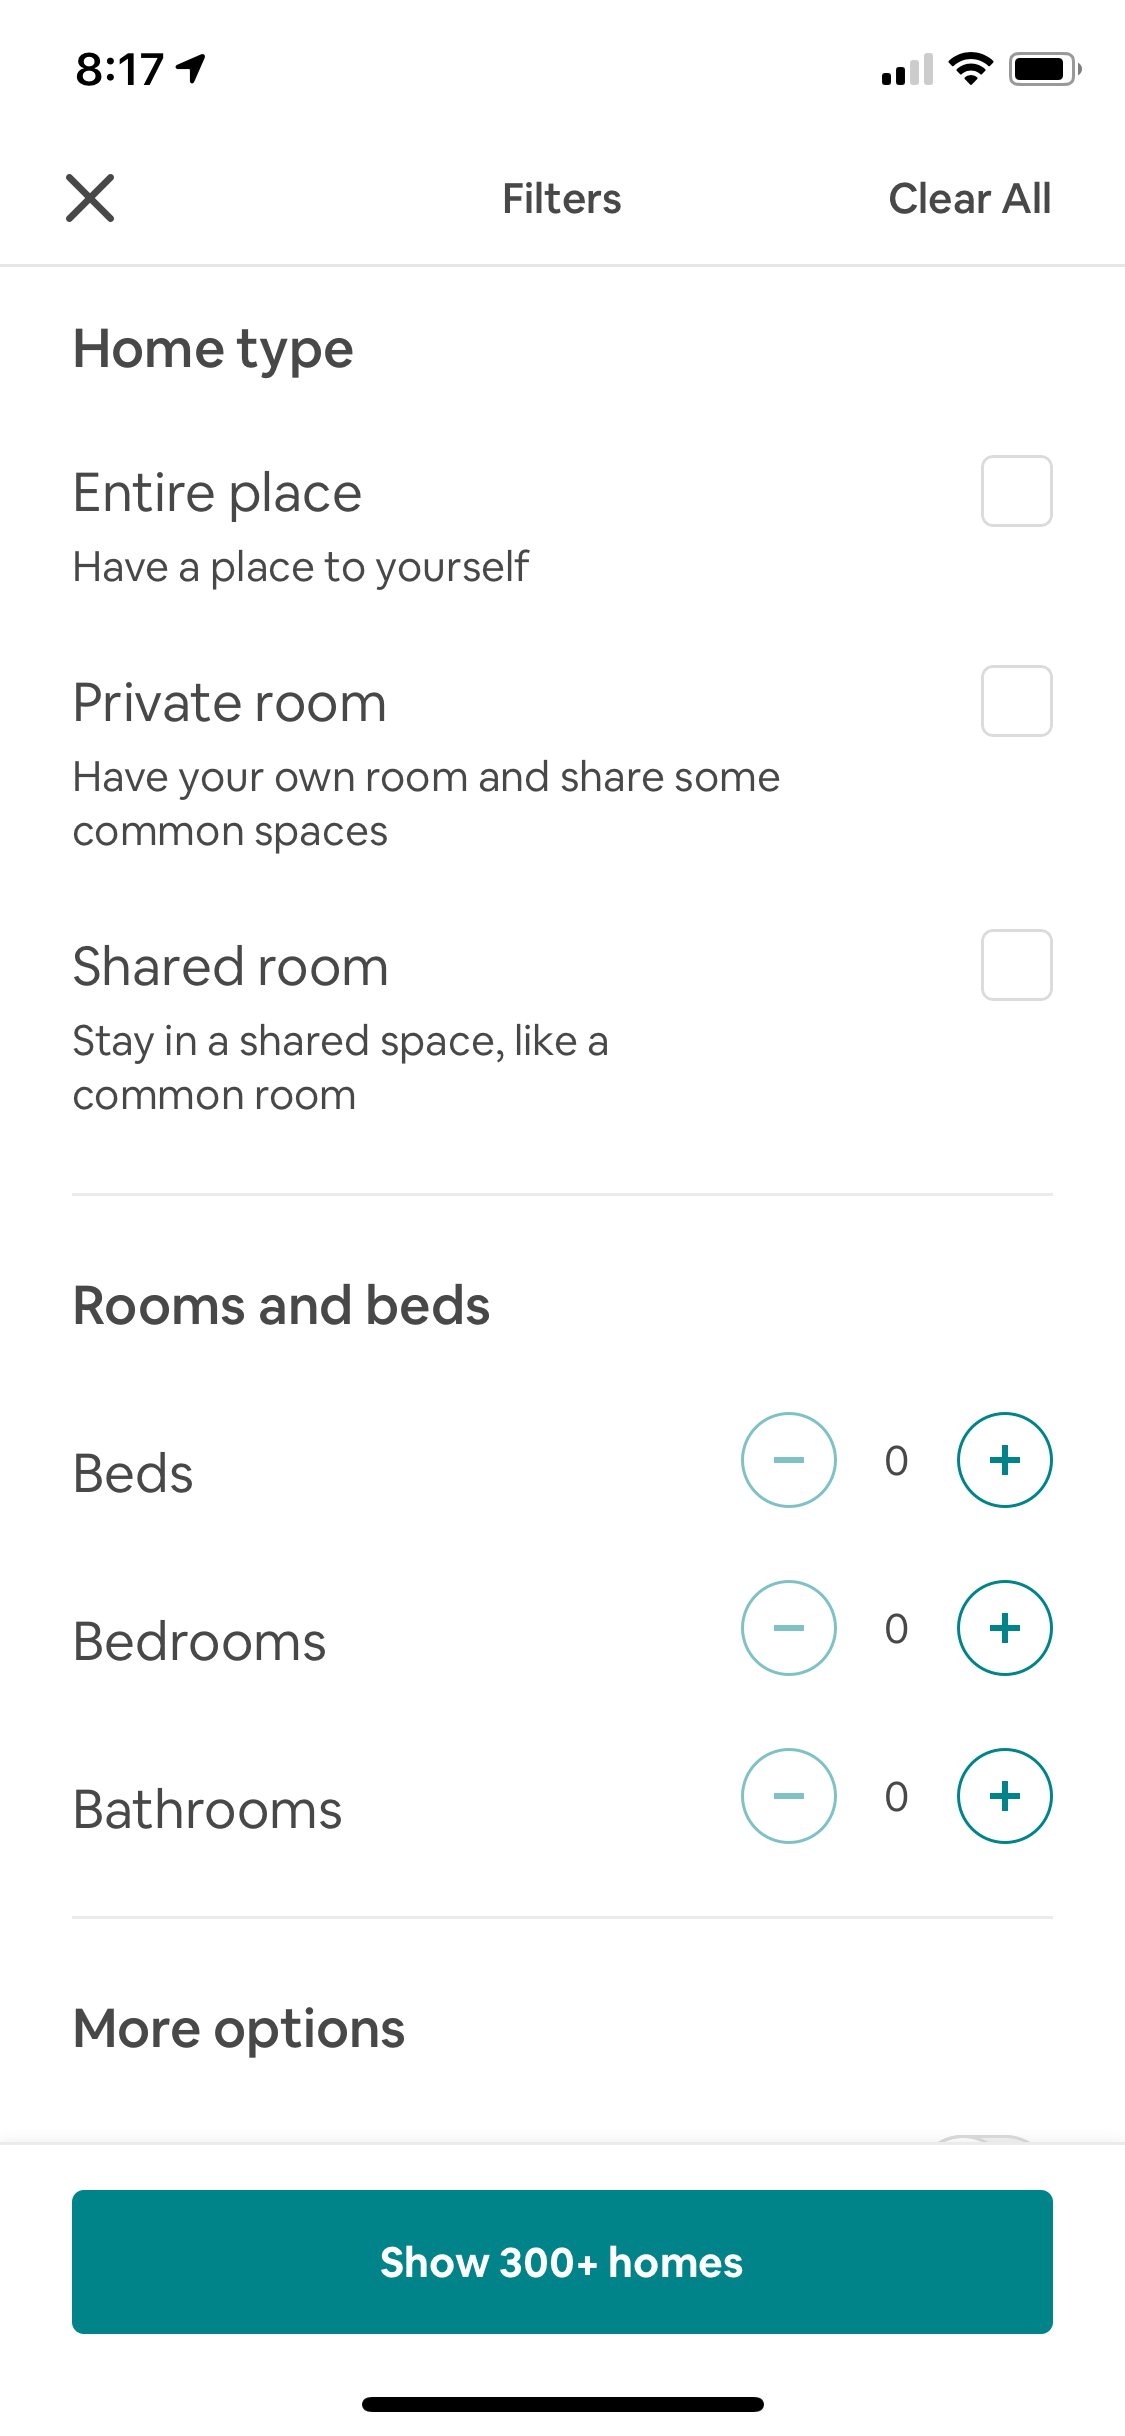 8:17
Filters
Clear All
Home type
Entire place
Have a place to yourself
Private room
Have your own room and share some
common spaces
Shared room
Stay in a shared space, like a
common room
Rooms and beds
Beds
0
Bedrooms
0
Bathrooms
0
More options
Show 300+ homes